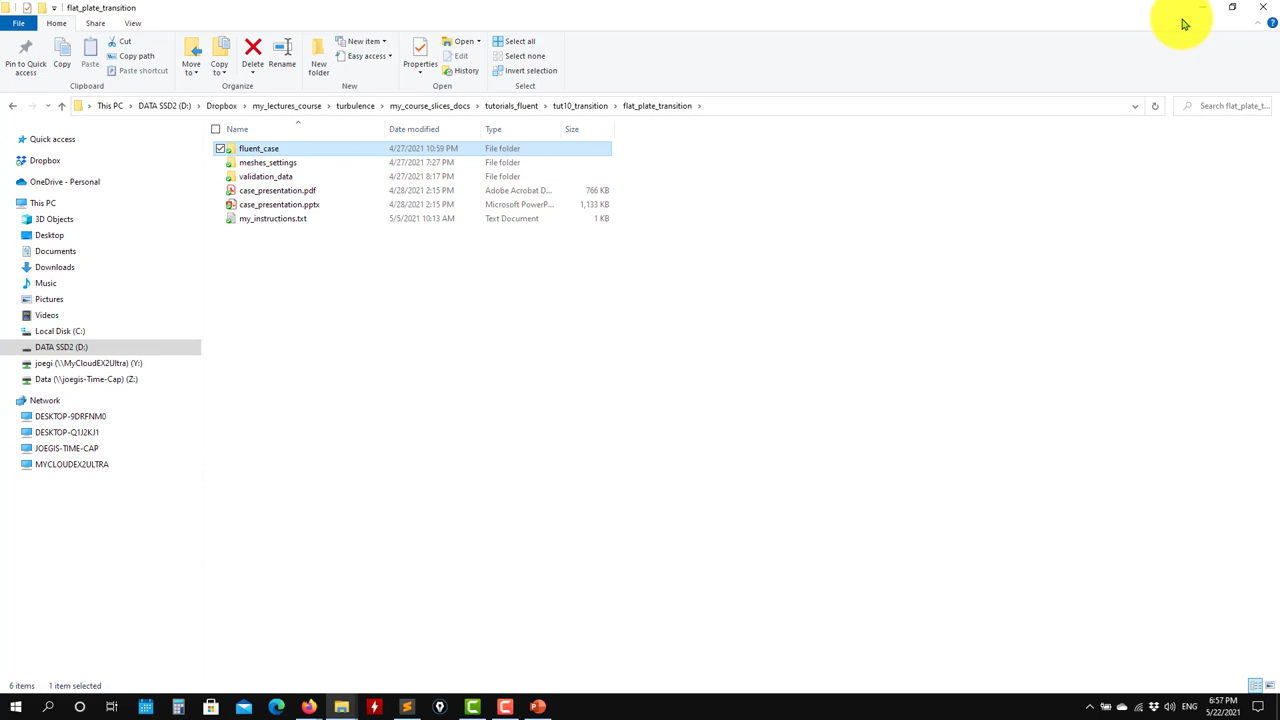 flat_plate_transition
File
Home
Share
View
Pin to Quick access
Copy
Paste
Cut
Copy path
Paste shortcut
Clipboard
Move to
Copy to
Delete
Rename
Organize
New folder
New item
Easy access
New
Properties
Open
Edit
History
Open
Select all
Select none
Invert selection
Select
This PC
DATA SSD2 (D:)
Dropbox
my_lectures_course
turbulence
my_course_slices_docs
tutorials_fluent
tut10_transition
flat_plate_transition
Search flat_plate_t...
Name
Date modified
Type
Size
fluent_case 4/27/2021 10:59 PM File folder
meshes_settings 4/27/2021 7:27 PM File folder
validation_data 4/27/2021 8:17 PM File folder
case_presentation.pdf 4/28/2021 2:15 PM Adobe Acrobat D... 766 KB
case_presentation.pptx 4/28/2021 2:15 PM Microsoft PowerP... 1,133 KB
my_instructions.txt 5/5/2021 10:13 AM Text Document 1 KB
Quick access
Dropbox
OneDrive - Personal
This PC
3D Objects
Desktop
Documents
Downloads
Music
Pictures
Videos
Local Disk (C:)
DATA SSD2 (D:)
joegi (\\MyCloudEX2Ultra) (Y:)
Data (\\joegis-Time-Cap) (Z:)
Network
DESKTOP-9DRFNM0
DESKTOP-Q1J2KJ1
JOEGIS-TIME-CAP
MYCLOUDEX2ULTRA
6 items
1 item selected
ENG
6:57 PM
5/22/2021